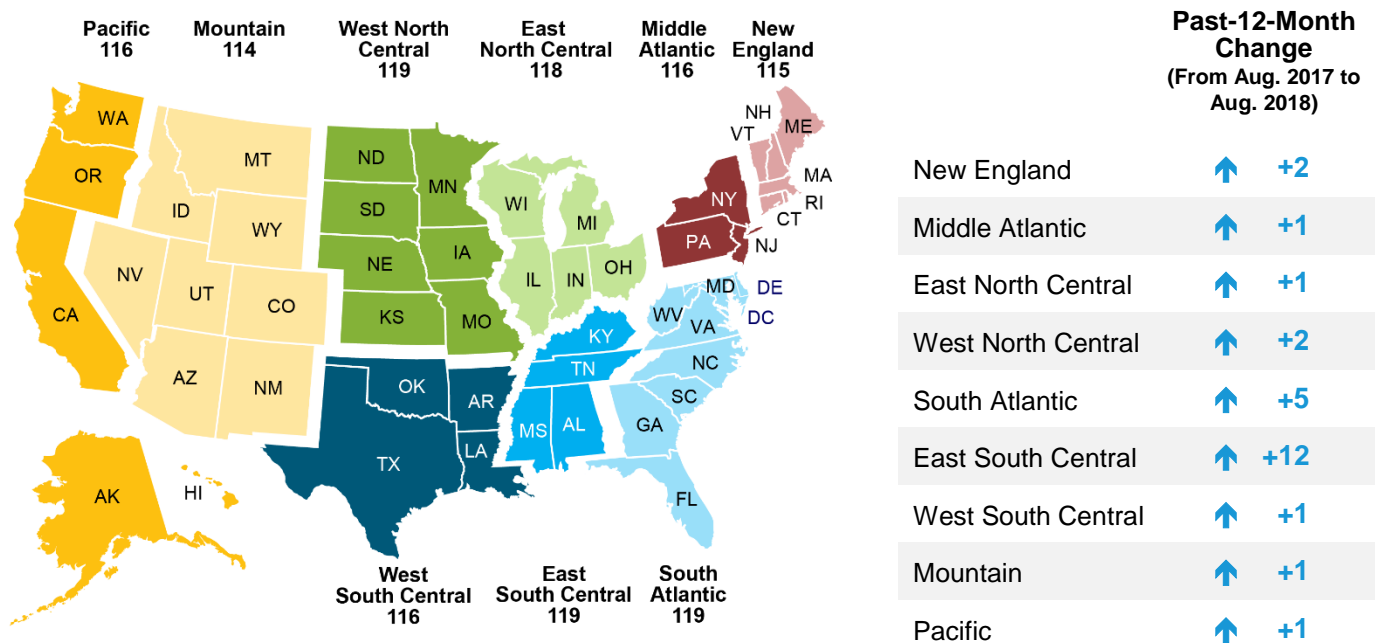 Pacific
116
Mountain
114
West North
Central
119
East
North Central
118
Middle
Atlantic
116
New
England
115
WA
OR
CA
AK
HI
MT
ID
WY
NV
UT
CO
AZ
NM
ND
SD
NE
KS
MN
IA
MO
WI
MI
IL
IN
OH
NY
PA
NJ
NH
VT
ME
MA
RI
CT
MD
DE
DC
WV
VA
NC
SC
GA
FL
KY
TN
MS
AL
OK
AR
TX
LA
West
South Central
116
East
South Central
119
South
Atlantic
119
Past-12-Month
Change
(From Aug. 2017 to
Aug. 2018)
New England +2
Middle Atlantic +1
East North Central +1
West North Central +2
South Atlantic +5
East South Central +12
West South Central +1
Mountain +1
Pacific +1